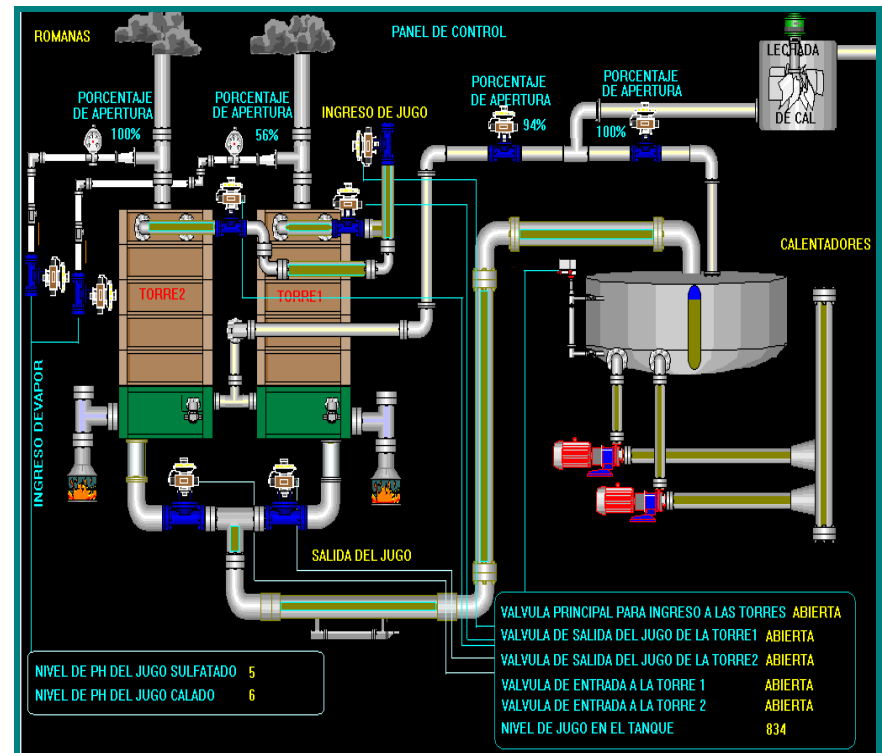 ROMANAS
PANEL DE CONTROL
LECHADA
DE CAL
PORCENTAJE
DE APERTURA
100%
PORCENTAJE
DE APERTURA
56%
INGRESO DE JUGO
PORCENTAJE
DE APERTURA
94%
PORCENTAJE
DE APERTURA
100%
CALENTADORES
TORRE2
TORRE1
INGRESO DEVAPOR
SALIDA DEL JUGO
NIVEL DE PH DEL JUGO SULFATADO 5
NIVEL DE PH DEL JUGO CALADO 6
VALVULA PRINCIPAL PARA INGRESO A LAS TORRES ABIERTA
VALVULA DE SALIDA DEL JUGO DE LA TORRE1 ABIERTA
VALVULA DE SALIDA DEL JUGO DE LA TORRE2 ABIERTA
VALVULA DE ENTRADA A LA TORRE 1 ABIERTA
VALVULA DE ENTRADA A LA TORRE 2 ABIERTA
NIVEL DE JUGO EN EL TANQUE 834